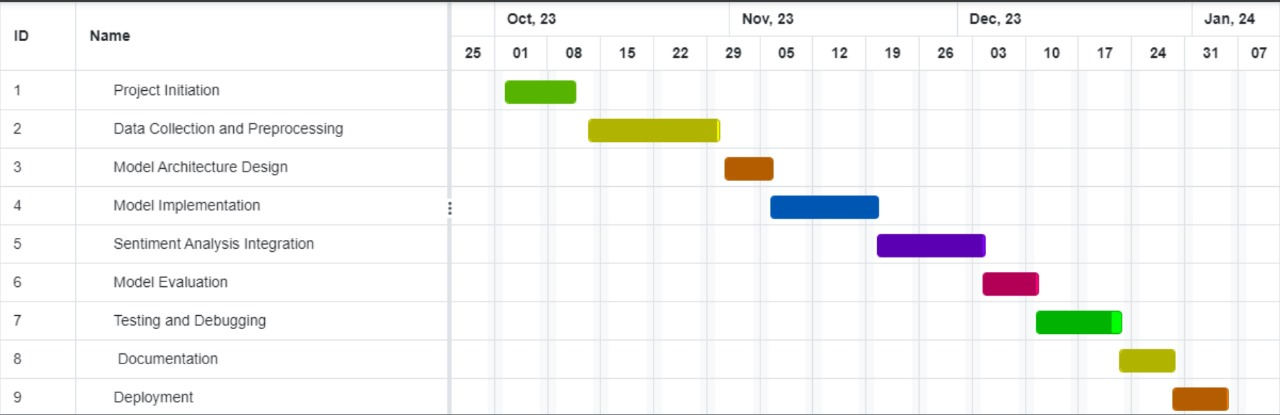 ID Name Oct, 23 Nov, 23 Dec, 23 Jan, 24
25 01 08 15 22 29 05 12 19 26 03 10 17 24 31 07
1 Project Initiation
2 Data Collection and Preprocessing
3 Model Architecture Design
4 Model Implementation
5 Sentiment Analysis Integration
6 Model Evaluation
7 Testing and Debugging
8 Documentation
9 Deployment